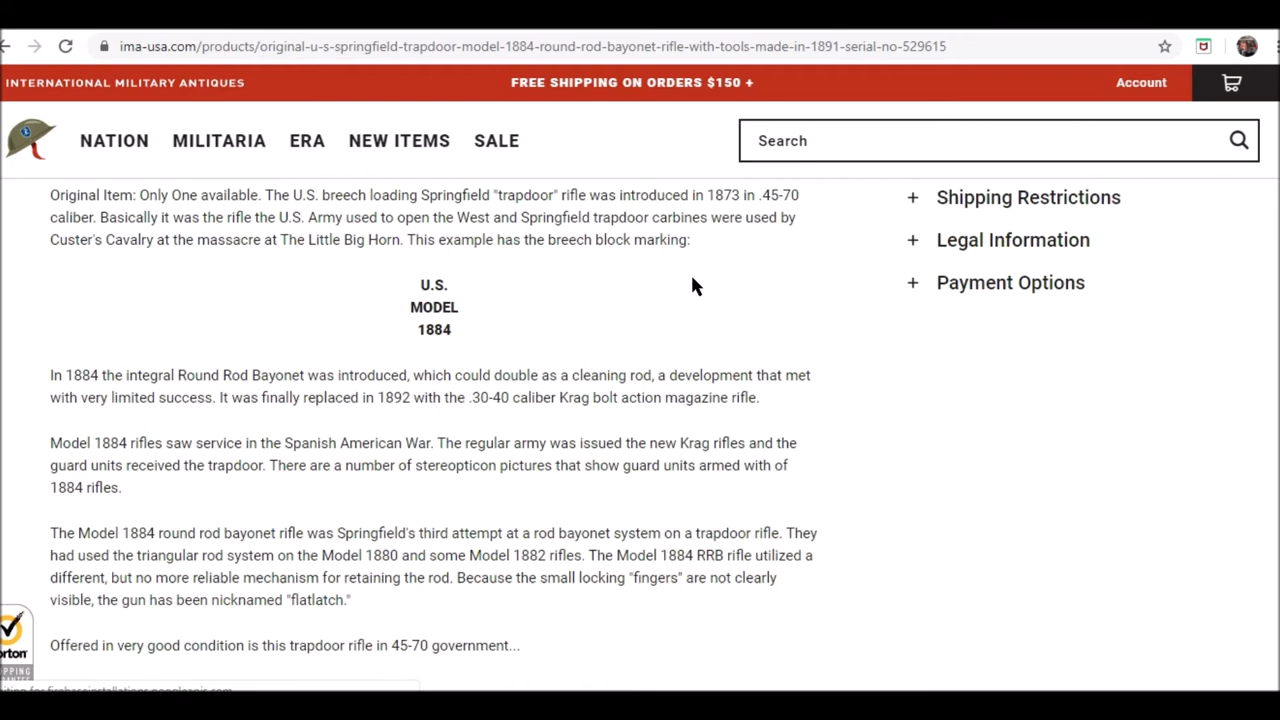 ima-usa.com/products/original-u-s-springfield-trapdoor-model-1884-round-rod-bayonet-rifle-with-tools-made-in-1891-serial-no-529615
INTERNATIONAL MILITARY ANTIQUES
FREE SHIPPING ON ORDERS $150 +
Account
NATION MILITARIA ERA NEW ITEMS SALE
Search
Original Item: Only One available. The U.S. breech loading Springfield "trapdoor" rifle was introduced in 1873 in .45-70
caliber. Basically it was the rifle the U.S. Army used to open the West and Springfield trapdoor carbines were used by
Custer's Cavalry at the massacre at The Little Big Horn. This example has the breech block marking:
U.S.
MODEL
1884
In 1884 the integral Round Rod Bayonet was introduced, which could double as a cleaning rod, a development that met
with very limited success. It was finally replaced in 1892 with the .30-40 caliber Krag bolt action magazine rifle.
Model 1884 rifles saw service in the Spanish American War. The regular army was issued the new Krag rifles and the
guard units received the trapdoor. There are a number of stereopticon pictures that show guard units armed with of
1884 rifles.
The Model 1884 round rod bayonet rifle was Springfield's third attempt at a rod bayonet system on a trapdoor rifle. They
had used the triangular rod system on the Model 1880 and some Model 1882 rifles. The Model 1884 RRB rifle utilized a
different, but no more reliable mechanism for retaining the rod. Because the small locking "fingers" are not clearly
visible, the gun has been nicknamed "flatlatch."
Offered in very good condition is this trapdoor rifle in 45-70 government...
+ Shipping Restrictions
+ Legal Information
+ Payment Options
orton